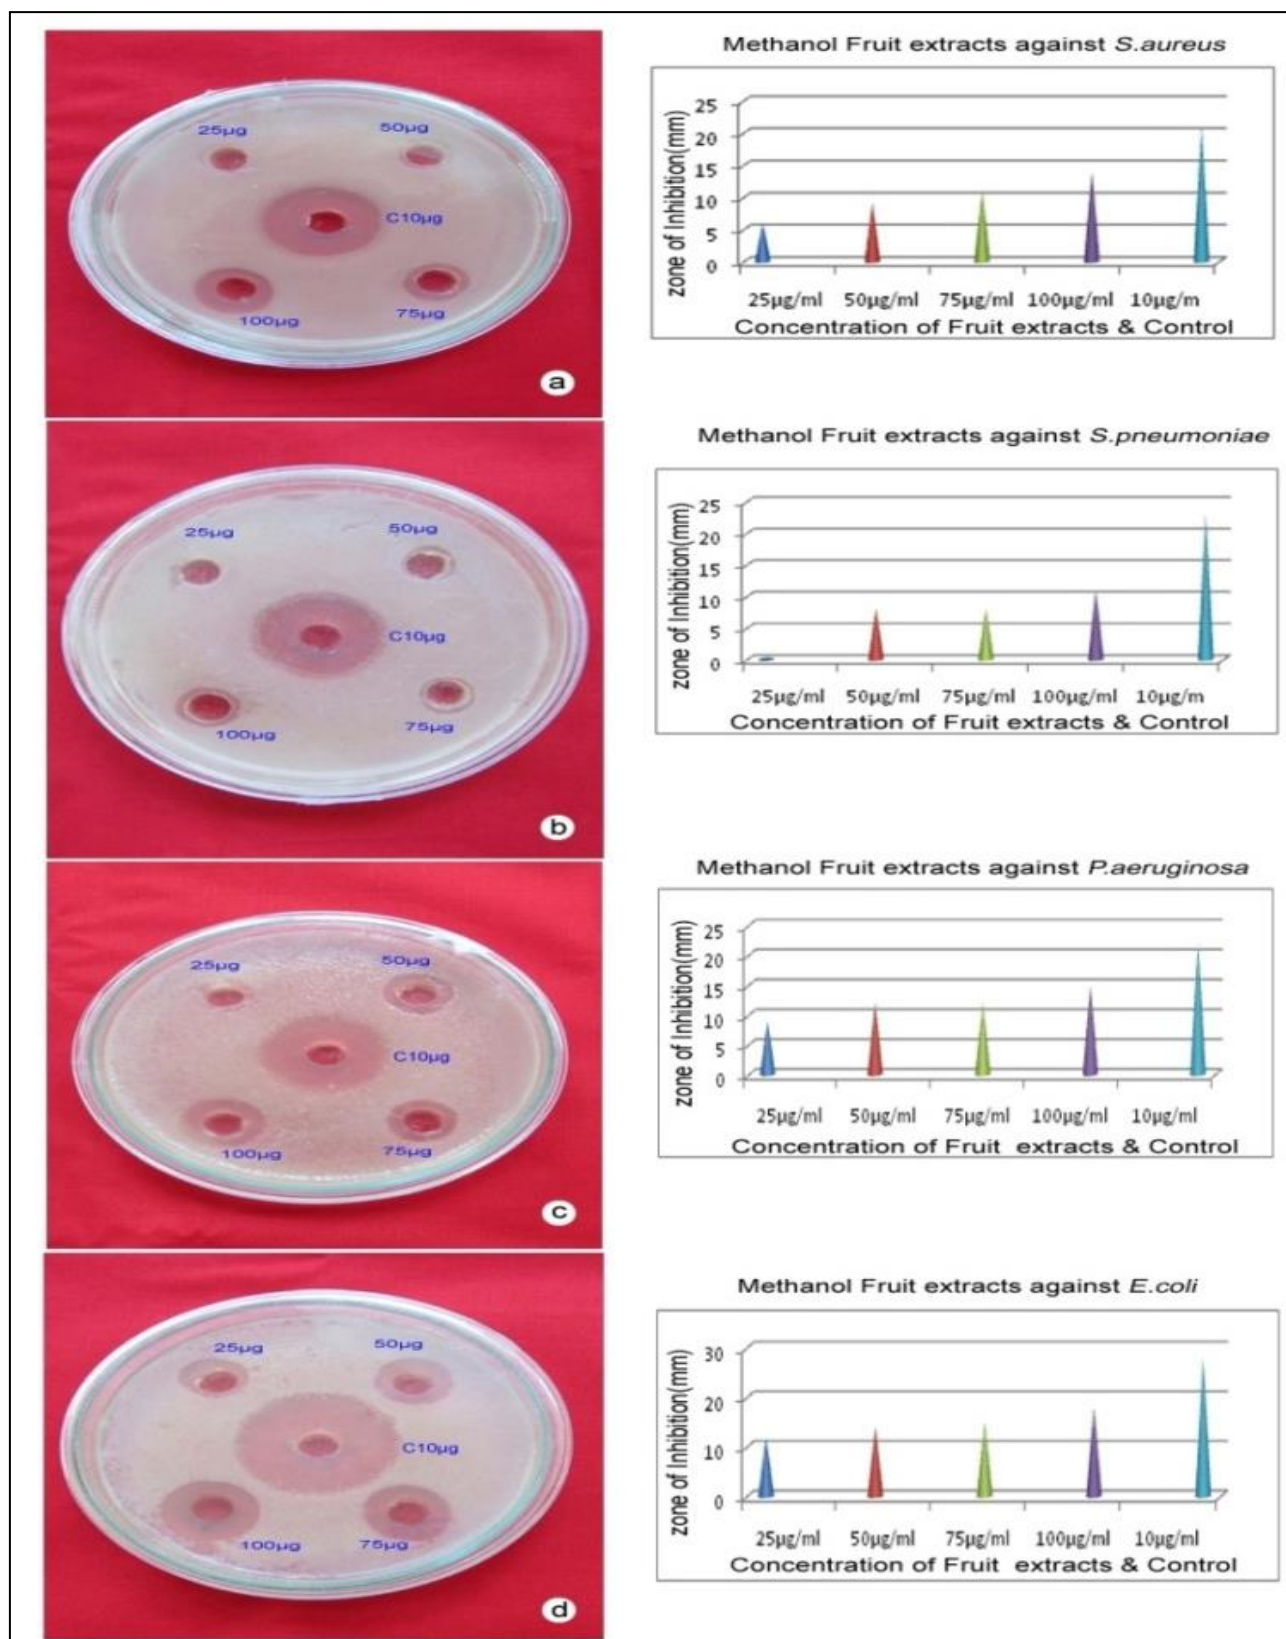 25µg
50µg
C10µg
100µg
75µg
a
Methanol Fruit extracts against S.aureus
zone of Inhibition(mm)
25
20
15
10
5
0
25µg/ml 50µg/ml 75µg/ml 100µg/ml 10µg/m
Concentration of Fruit extracts & Control
25µg
50µg
C10µg
100µg
75µg
b
Methanol Fruit extracts against S.pneumoniae
zone of Inhibition(mm)
25
20
15
10
5
0
25µg/ml 50µg/ml 75µg/ml 100µg/ml 10µg/m
Concentration of Fruit extracts & Control
25µg
50µg
C10µg
100µg
75µg
c
Methanol Fruit extracts against P.aeruginosa
zone of Inhibition(mm)
25
20
15
10
5
0
25µg/ml 50µg/ml 75µg/ml 100µg/ml 10µg/ml
Concentration of Fruit extracts & Control
25µg
50µg
C10µg
100µg
75µg
d
Methanol Fruit extracts against E.coli
zone of Inhibition(mm)
30
20
10
0
25µg/ml 50µg/ml 75µg/ml 100µg/ml 10µg/ml
Concentration of Fruit extracts & Control